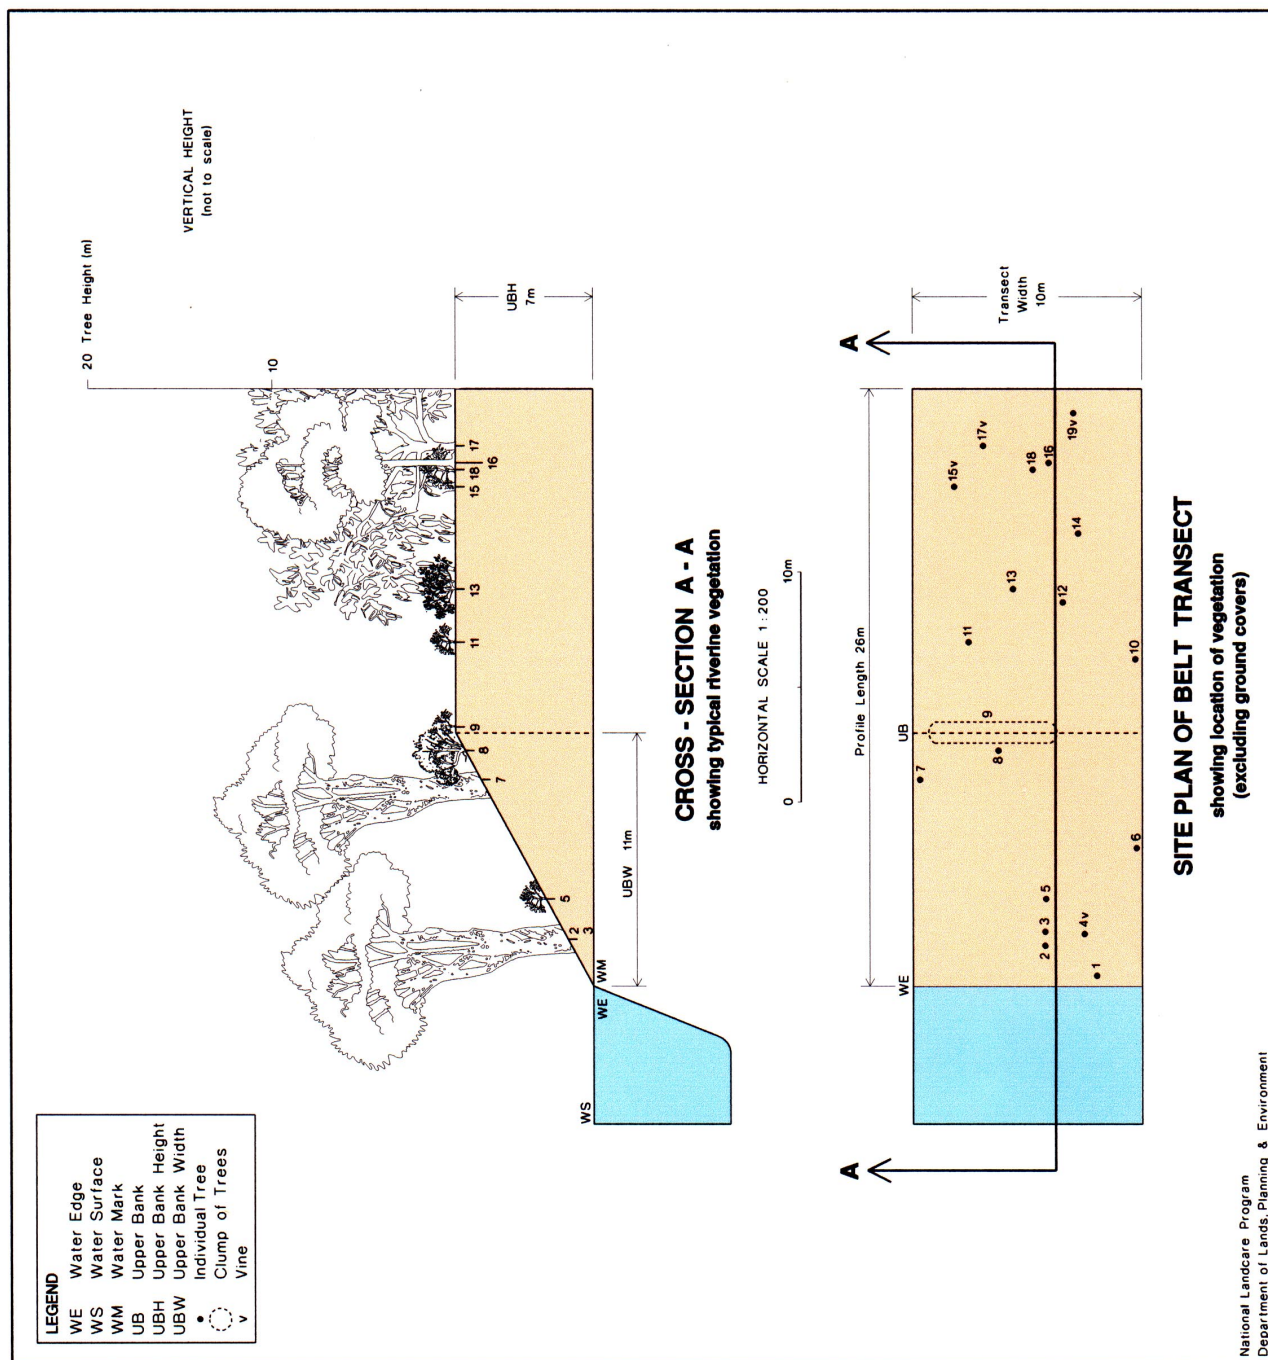 LEGEND
WE Water Edge
WS Water Surface
WM Water Mark
UB Upper Bank
UBH Upper Bank Height
UBW Upper Bank Width
• Individual Tree
Clump of Trees
v Vine
20 Tree Height (m)
10
VERTICAL HEIGHT
(not to scale)
UBH
7m
WS
WE
WM
2
3
5
7
8
9
11
13
15
18
16
17
UBW 11m
CROSS - SECTION A - A
showing typical riverine vegetation
HORIZONTAL SCALE 1 : 200
0
10m
Profile Length 26m
WE
UB
A
A
Transect
Width
10m
1
2
3
4v
5
6
7
8
9
10
11
12
13
14
15v
16
17v
18
19v
SITE PLAN OF BELT TRANSECT
showing location of vegetation
(excluding ground covers)
National Landcare Program
Department of Lands, Planning & Environment